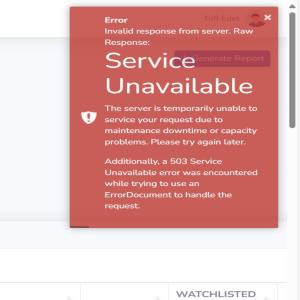 Error
Invalid response from server. Raw
Response:
Service
Unavailable
The server is temporarily unable to
service your request due to
maintenance downtime or capacity
problems. Please try again later.
Additionally, a 503 Service
Unavailable error was encountered
while trying to use an
ErrorDocument to handle the
request.
Generate Report
WATCHLISTED